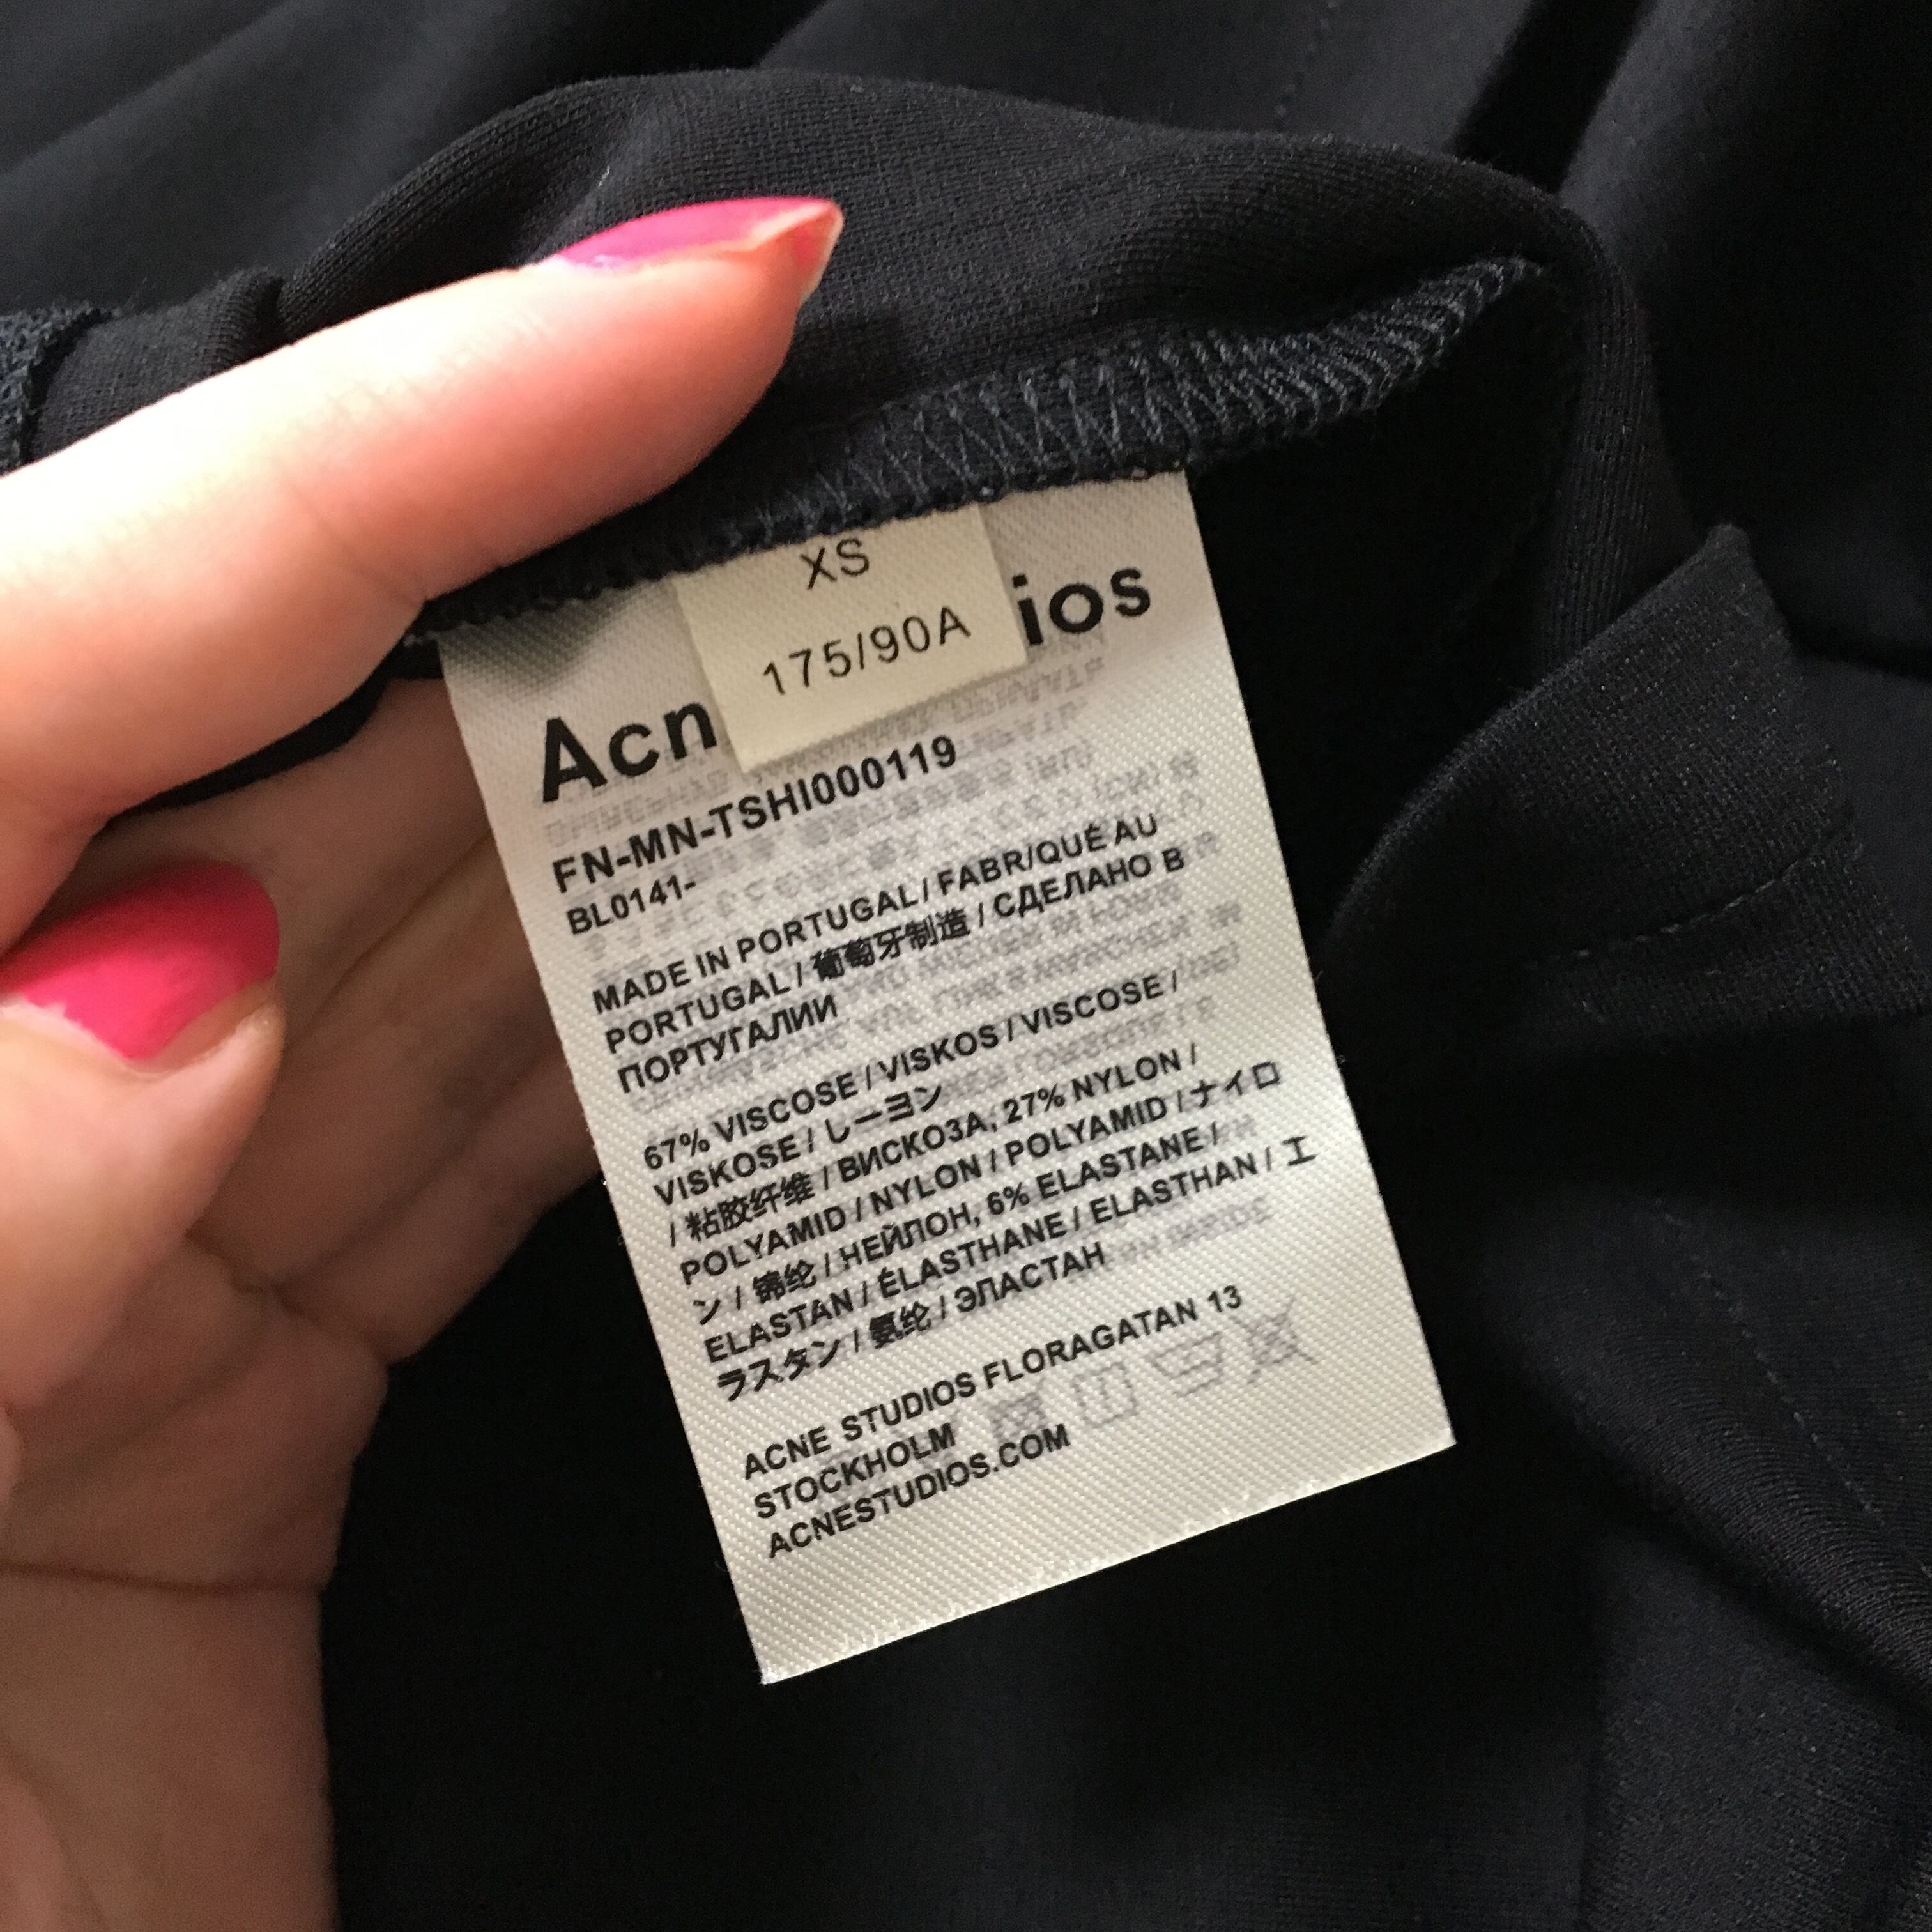 XS
175/90A
Acn ios
FN-MN-TSHI000119
BL0141-
MADE IN PORTUGAL / FABR/QUÉ AU
PORTUGAL / 葡萄牙制造 / СДЕЛАНО В
ПОРТУГАЛИИ
67% VISCOSE / VISKOS / VISCOSE /
VISKOSE / レーヨン
/ 粘胶纤维 / ВИСКОЗА, 27% NYLON /
POLYAMID / NYLON / POLYAMID / ナイロ
ン / 锦纶 / НЕЙЛОН, 6% ELASTANE /
ELASTAN / ÉLASTHANE / ELASTHAN / エ
ラスタン / 氨纶 / ЭЛАСТАН
ACNE STUDIOS FLORAGATAN 13
STOCKHOLM
ACNESTUDIOS.COM